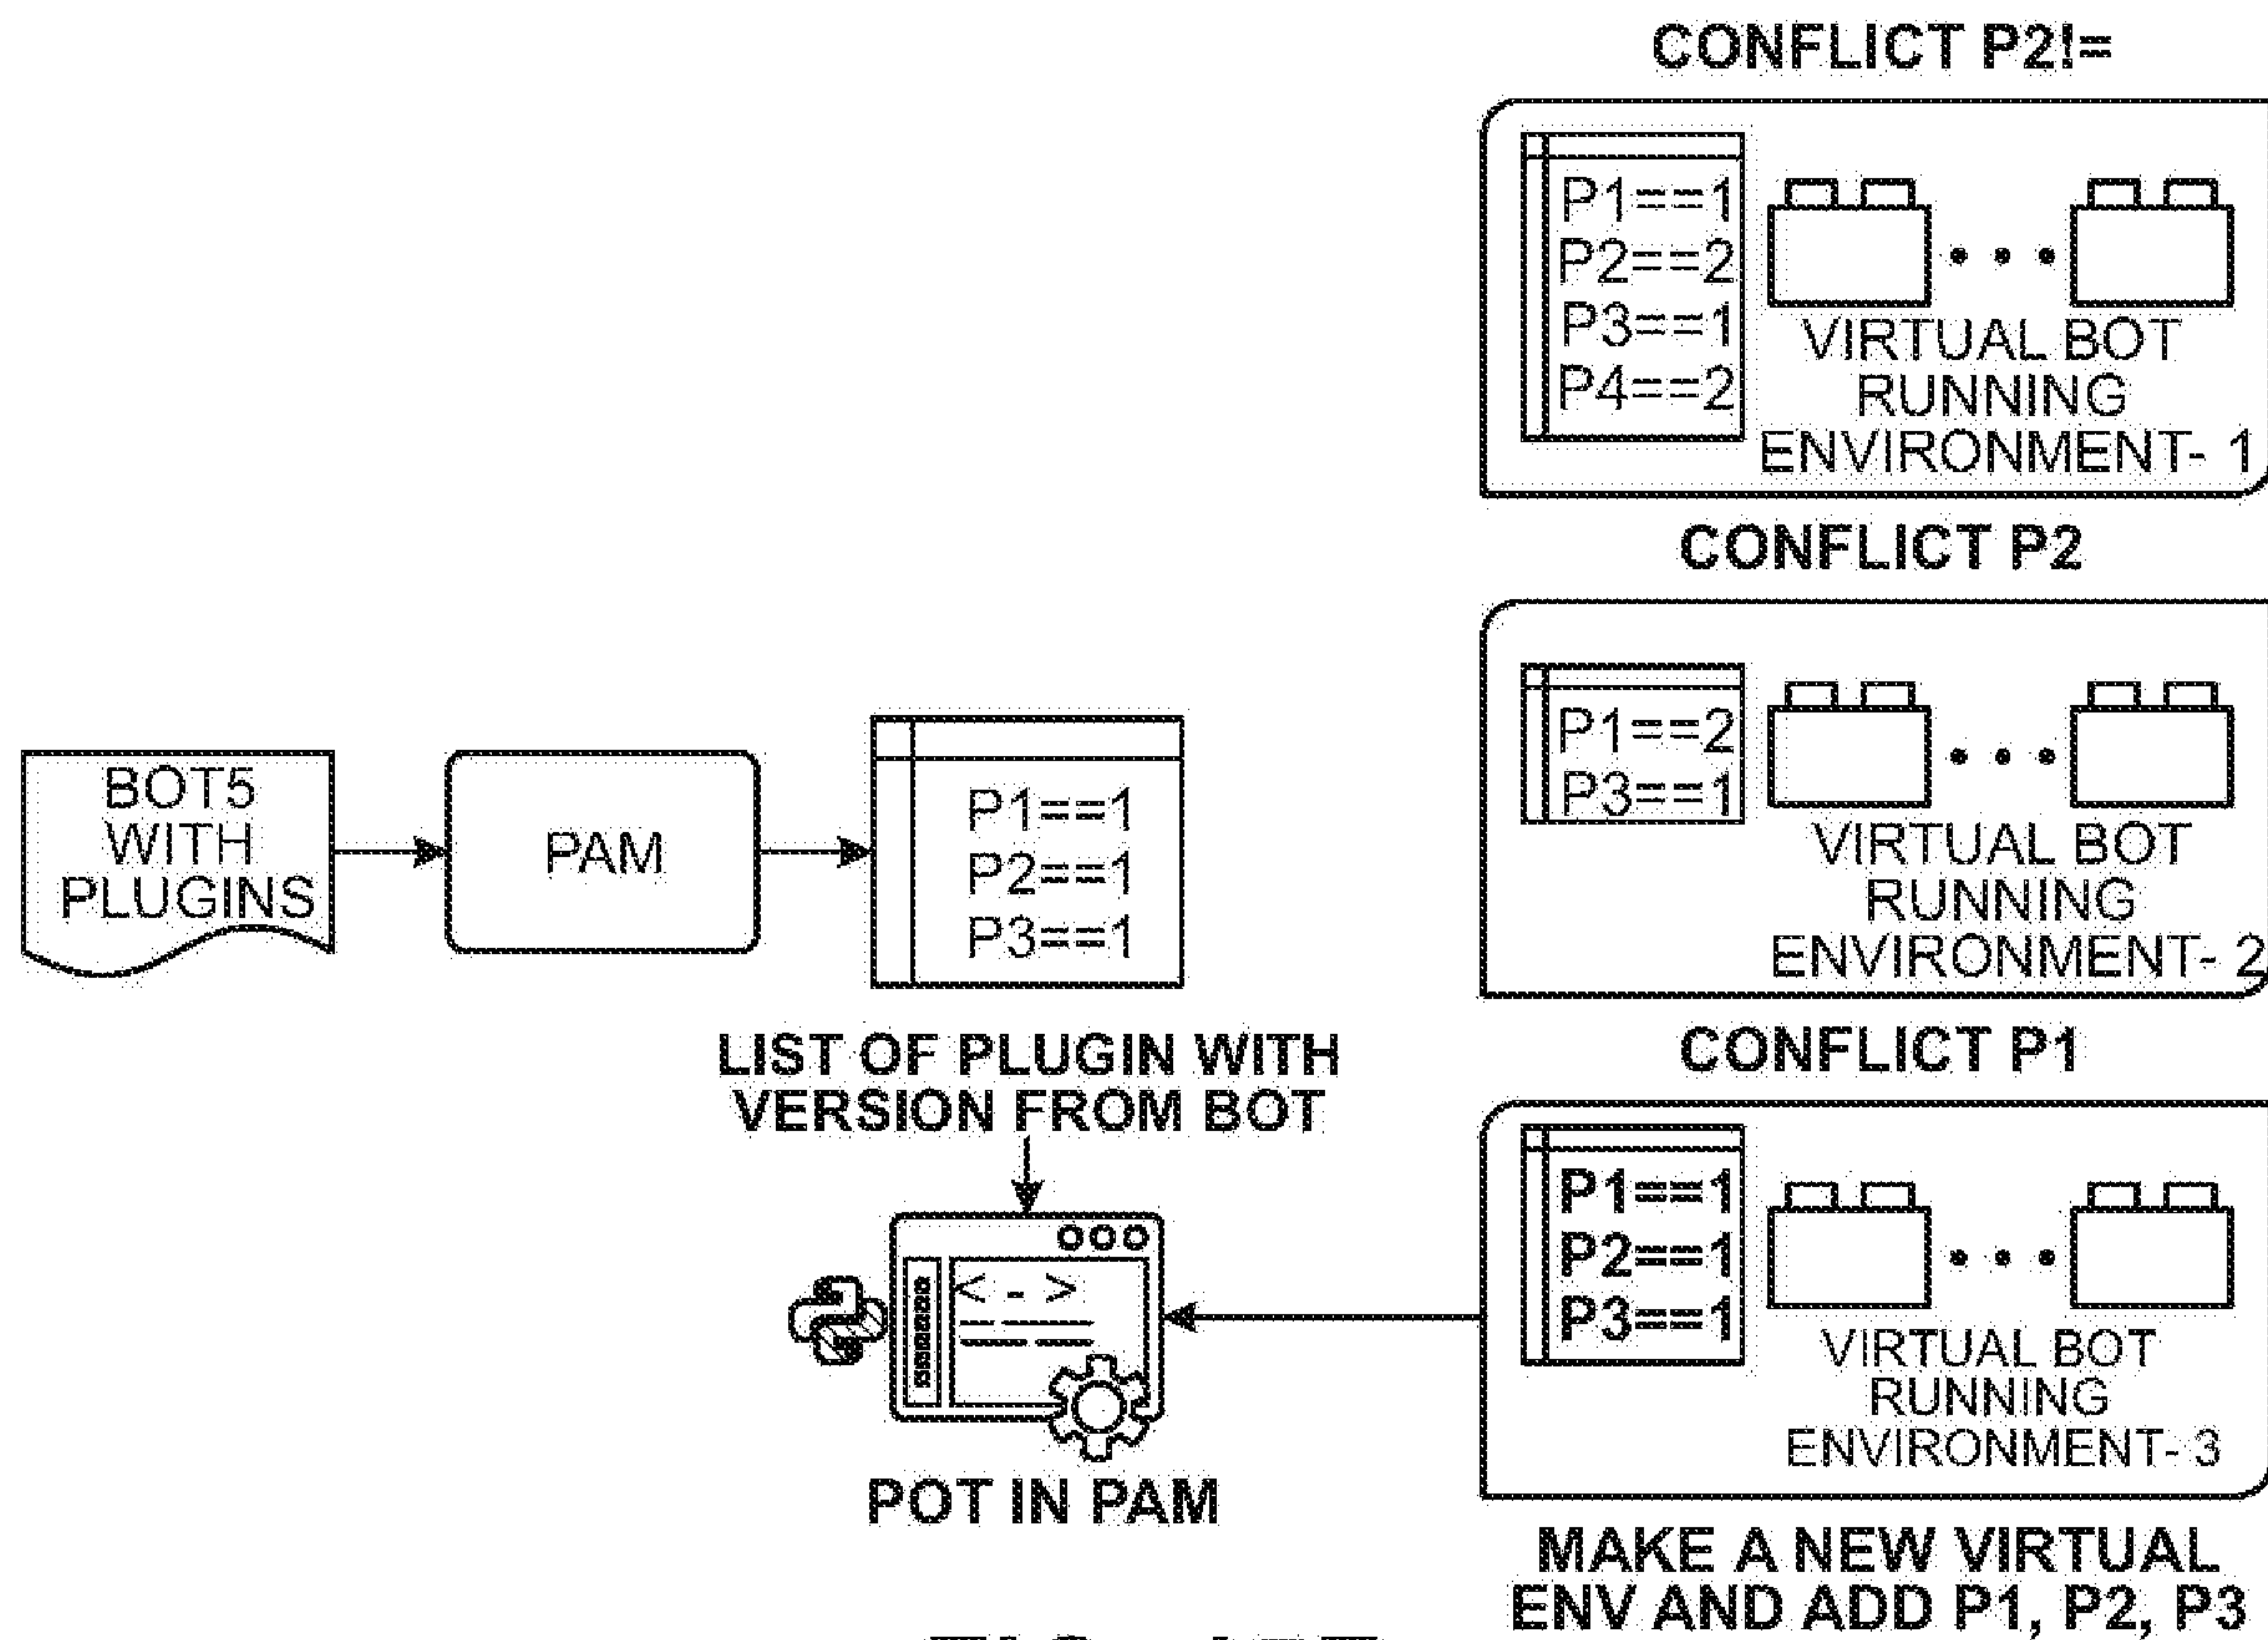 CONFLICT P2!=
P1==1
P2==2
P3==1
P4==2
VIRTUAL BOT
RUNNING
ENVIRONMENT- 1
CONFLICT P2
P1==2
P3==1
VIRTUAL BOT
RUNNING
ENVIRONMENT- 2
CONFLICT P1
BOT5
WITH
PLUGINS
PAM
P1==1
P2==1
P3==1
LIST OF PLUGIN WITH
VERSION FROM BOT
< - >
POT IN PAM
P1==1
P2==1
P3==1
VIRTUAL BOT
RUNNING
ENVIRONMENT- 3
MAKE A NEW VIRTUAL
ENV AND ADD P1, P2, P3